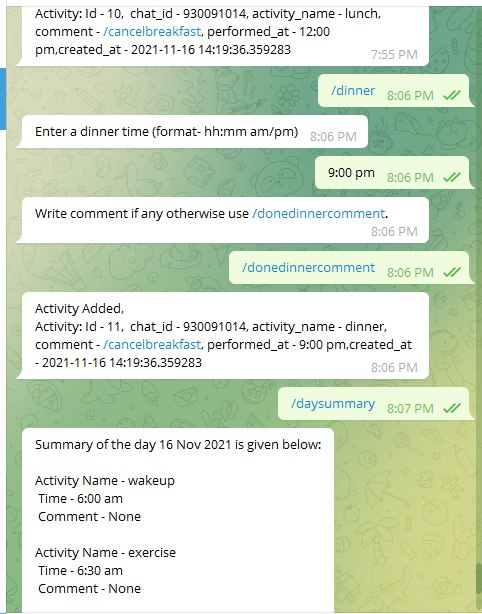 Activity: Id - 10,  chat_id - 930091014, activity_name - lunch,
comment - /cancelbreakfast, performed_at - 12:00
pm,created_at - 2021-11-16 14:19:36.359283
7:55 PM
/dinner
8:06 PM
Enter a dinner time (format- hh:mm am/pm)
8:06 PM
9:00 pm
8:06 PM
Write comment if any otherwise use /donedinnercomment.
8:06 PM
/donedinnercomment
8:06 PM
Activity Added,
Activity: Id - 11,  chat_id - 930091014, activity_name - dinner,
comment - /cancelbreakfast, performed_at - 9:00 pm,created_at
- 2021-11-16 14:19:36.359283
8:06 PM
/daysummary
8:07 PM
Summary of the day 16 Nov 2021 is given below:
Activity Name - wakeup
Time - 6:00 am
Comment - None
Activity Name - exercise
Time - 6:30 am
Comment - None